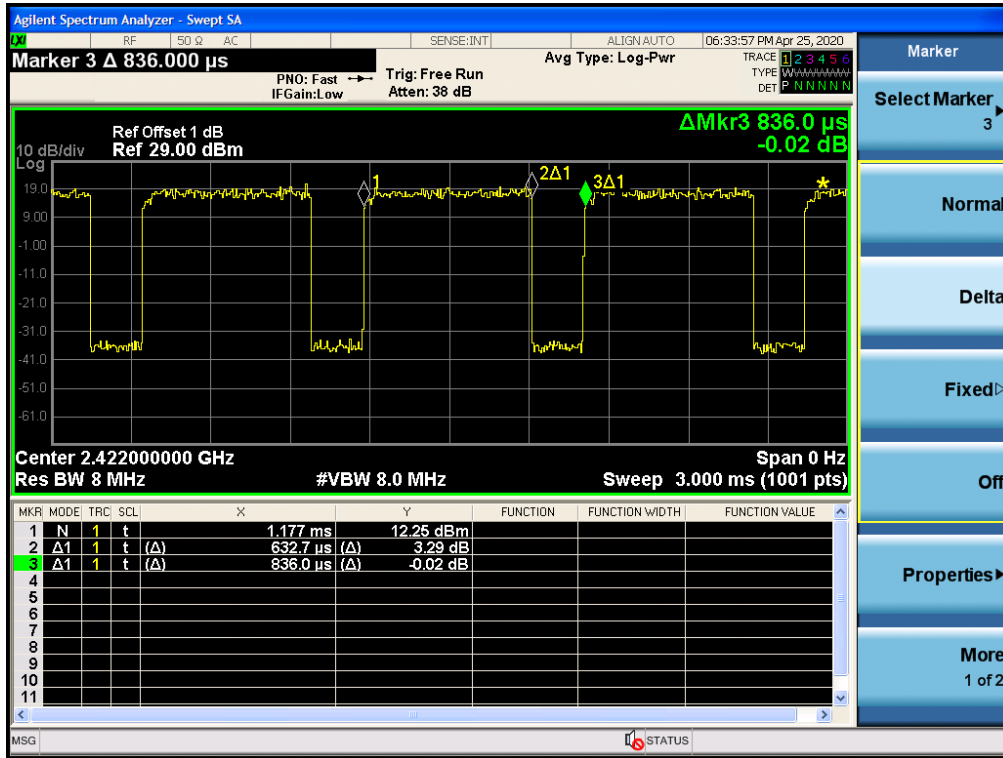 Agilent Spectrum Analyzer - Swept SA
LXI RF 50 Ω AC SENSE:INT ALIGN AUTO 06:33:57 PM Apr 25, 2020
Marker 3 Δ 836.000 µs
PNO: Fast
IFGain:Low
Trig: Free Run
Atten: 38 dB
Avg Type: Log-Pwr
TRACE 1 2 3 4 5 6
TYPE WWWWWW
DET P N N N N N
ΔMkr3 836.0 µs
-0.02 dB
Ref Offset 1 dB
10 dB/div Ref 29.00 dBm
Log
19.0
9.00
-1.00
-11.0
-21.0
-31.0
-41.0
-51.0
-61.0
1
2Δ1
3Δ1
*
Center 2.422000000 GHz Span 0 Hz
Res BW 8 MHz #VBW 8.0 MHz Sweep 3.000 ms (1001 pts)
MKR MODE TRC SCL X Y FUNCTION FUNCTION WIDTH FUNCTION VALUE
1 N 1 t 1.177 ms 12.25 dBm
2 Δ1 1 t (Δ) 632.7 µs (Δ) 3.29 dB
3 Δ1 1 t (Δ) 836.0 µs (Δ) -0.02 dB
4
5
6
7
8
9
10
11
MSG STATUS
Marker
Select Marker
3
Normal
Delta
Fixed
Off
Properties
More
1 of 2